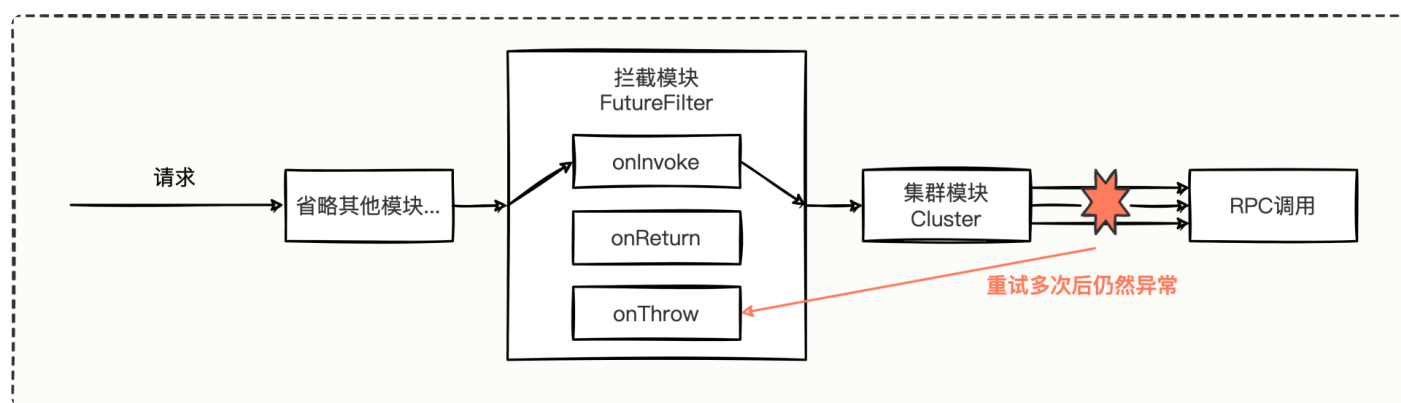 请求
省略其他模块...
拦截模块
FutureFilter
onInvoke
onReturn
onThrow
集群模块
Cluster
RPC调用
重试多次后仍然异常